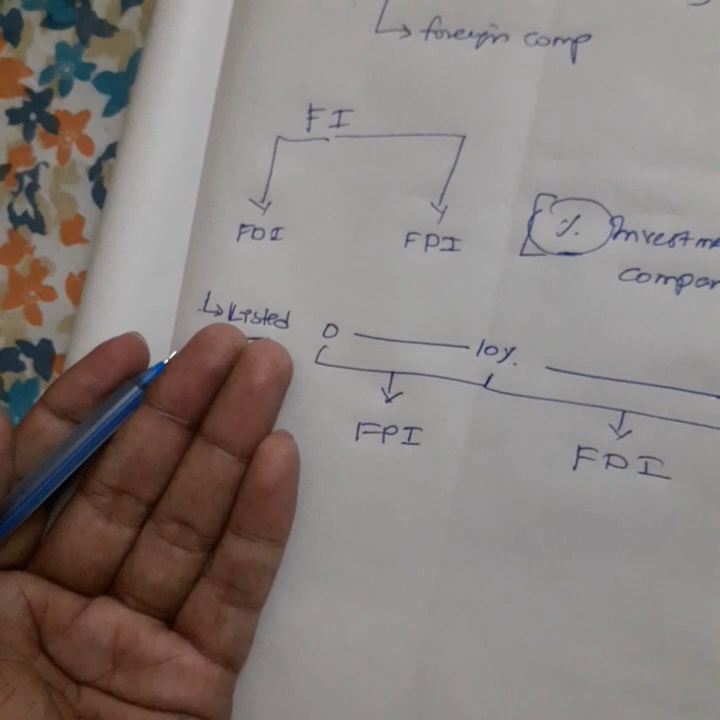 ↳ foreign comp
FI
FDI FPI
% Investme
compan
↳ Listed 0 — 10%. —
FPI FDI